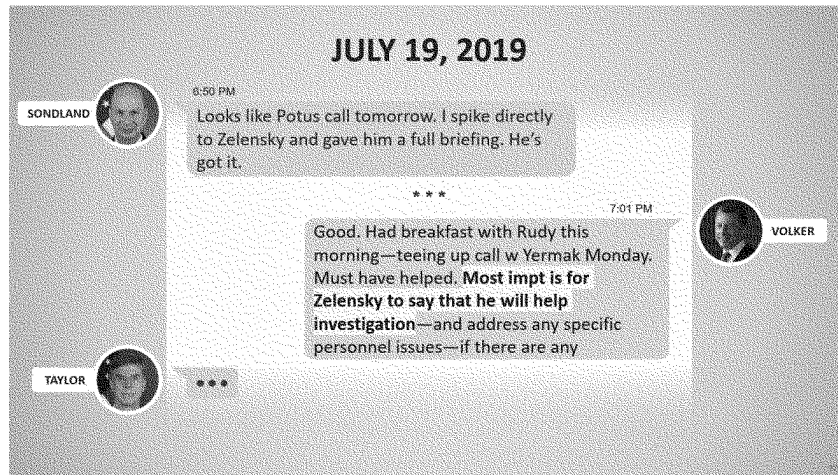 JULY 19, 2019
6:50 PM
SONDLAND
Looks like Potus call tomorrow. I spike directly
to Zelensky and gave him a full briefing. He's
got it.
* * *
7:01 PM
VOLKER
Good. Had breakfast with Rudy this
morning—teeing up call w Yermak Monday.
Must have helped. Most impt is for
Zelensky to say that he will help
investigation—and address any specific
personnel issues—if there are any
TAYLOR
•••